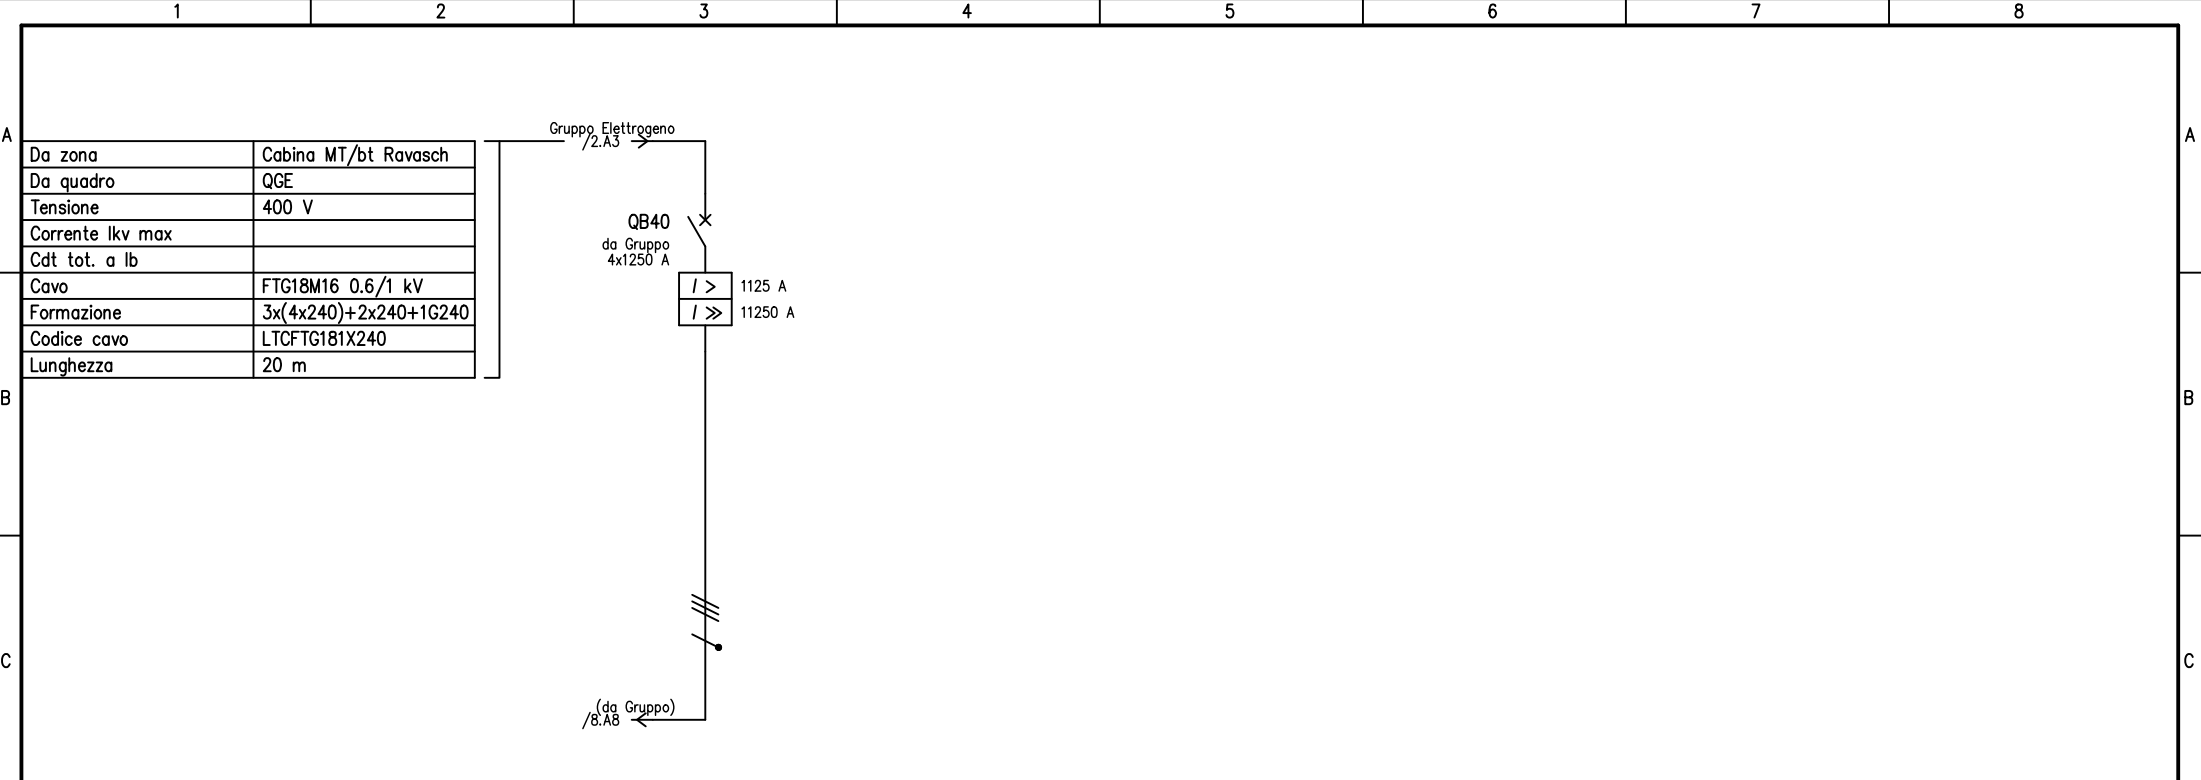 1 2 3 4 5 6 7 8
A A
Gruppo Elettrogeno
/2.A3
Da zona Cabina MT/bt Ravasch
Da quadro QGE
Tensione 400 V
Corrente Ikv max
Cdt tot. a Ib
Cavo FTG18M16 0.6/1 kV
Formazione 3x(4x240)+2x240+1G240
Codice cavo LTCFTG181X240
Lunghezza 20 m
QB40
da Gruppo
4x1250 A
I > 1125 A
I >> 11250 A
B B
C C
(da Gruppo)
/8.A8